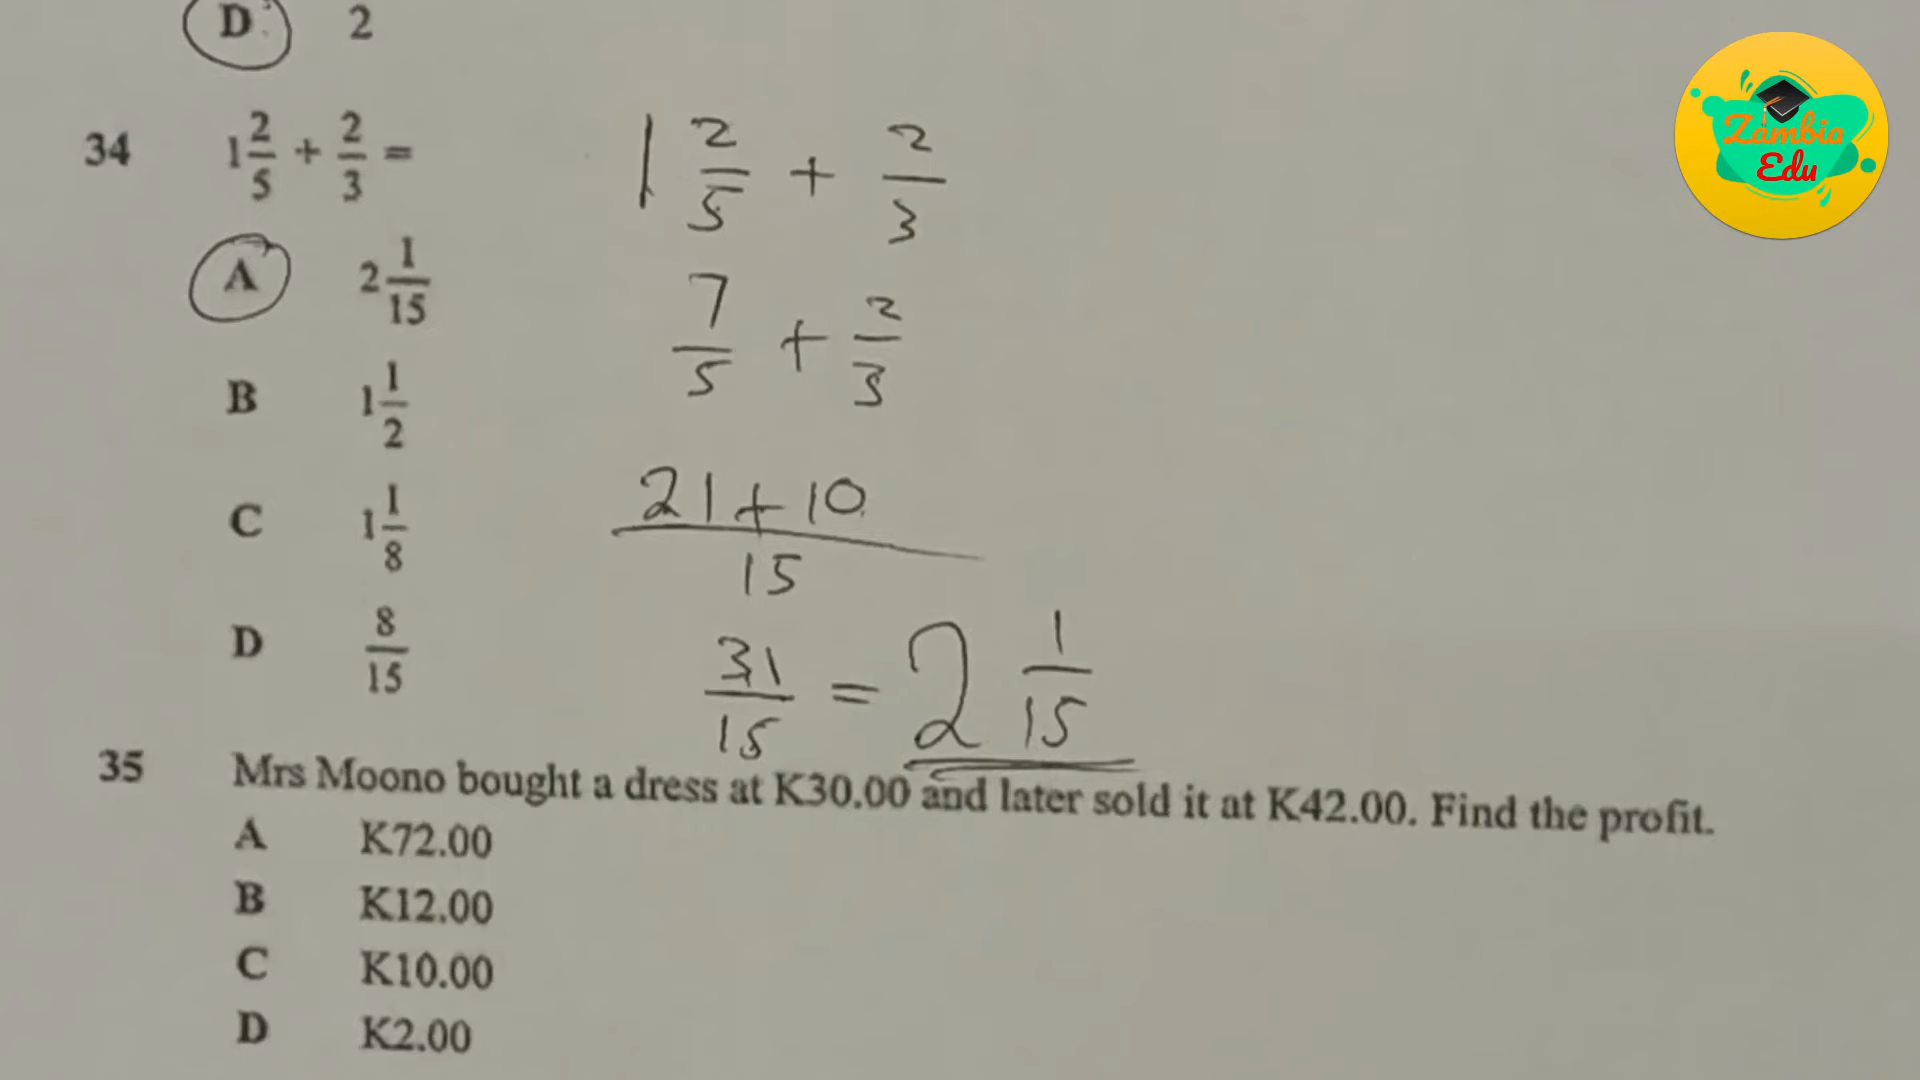 D 2
34 1 2/5 + 2/3 =
A 2 1/15
B 1 1/2
C 1 1/8
D 8/15
1 2/5 + 2/3
7/5 + 2/3
21+10
15
31/15 = 2 1/15
35 Mrs Moono bought a dress at K30.00 and later sold it at K42.00. Find the profit.
A K72.00
B K12.00
C K10.00
D K2.00
Zambia
Edu